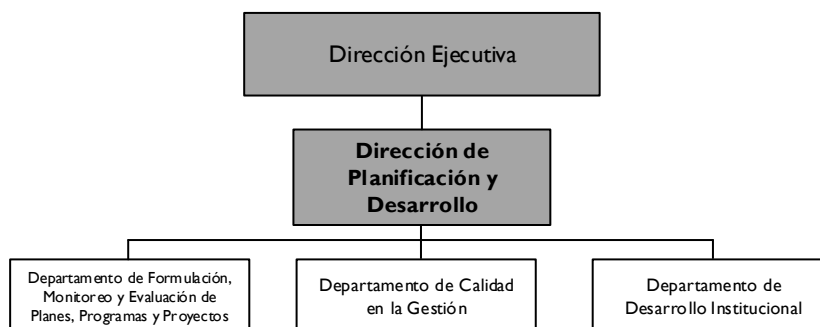 Dirección Ejecutiva
Dirección de
Planificación y
Desarrollo
Departamento de Formulación,
Monitoreo y Evaluación de
Planes, Programas y Proyectos
Departamento de Calidad
en la Gestión
Departamento de
Desarrollo Institucional